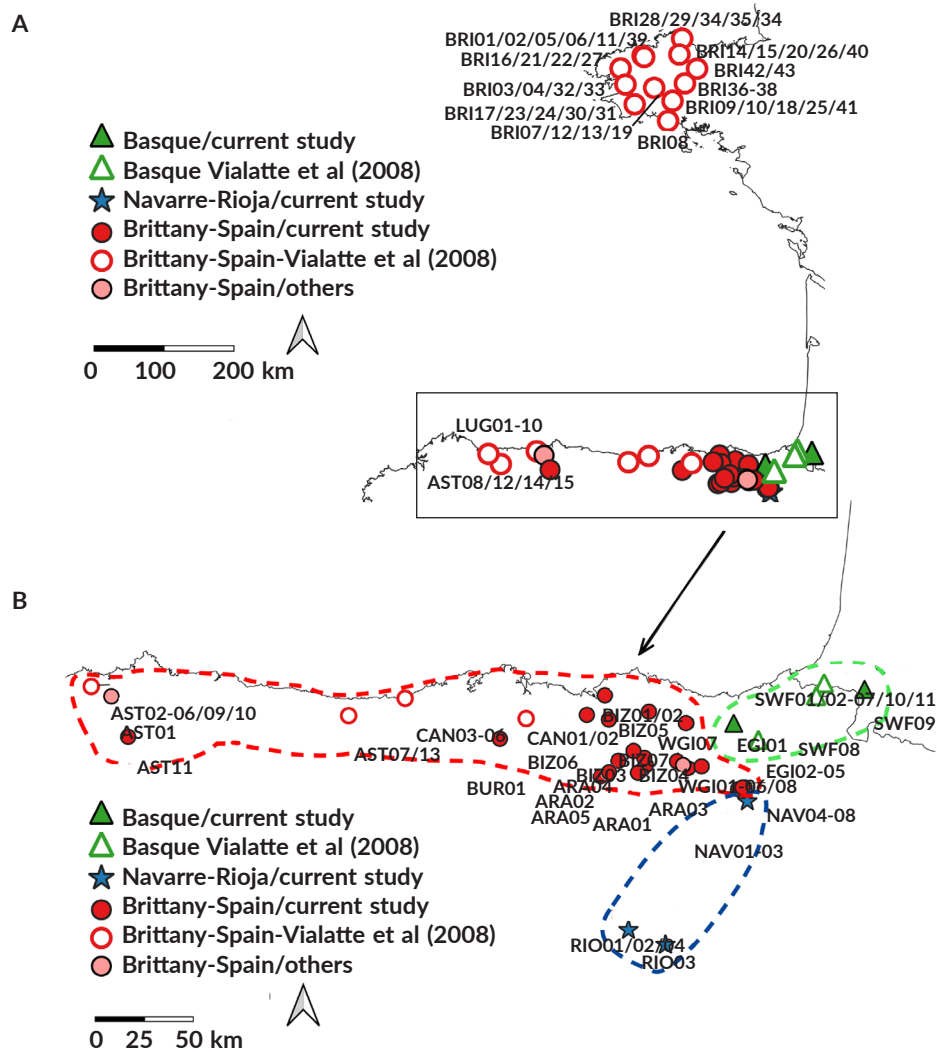 A
BRI28/29/34/35/34
BRI01/02/05/06/11/39
BRI14/15/20/26/40
BRI16/21/22/27
BRI42/43
BRI03/04/32/33
BRI36-38
BRI17/23/24/30/31
BRI09/10/18/25/41
BRI07/12/13/19
BRI08
Basque/current study
Basque Vialatte et al (2008)
Navarre-Rioja/current study
Brittany-Spain/current study
Brittany-Spain-Vialatte et al (2008)
Brittany-Spain/others
0 100 200 km
LUG01-10
AST08/12/14/15
B
AST02-06/09/10
AST01
AST11
AST07/13
CAN03-06
CAN01/02
BIZ01/02
BIZ05
WGI07
EGI01
SWF01/02-07/10/11
SWF09
SWF08
BIZ06
BIZ07
BIZ03
BIZ04
EGI02-05
BUR01
ARA04
WGI01-06/08
ARA02
ARA05
ARA01
ARA03
NAV04-08
NAV01-03
RIO01/02/04
RIO03
Basque/current study
Basque Vialatte et al (2008)
Navarre-Rioja/current study
Brittany-Spain/current study
Brittany-Spain-Vialatte et al (2008)
Brittany-Spain/others
0 25 50 km